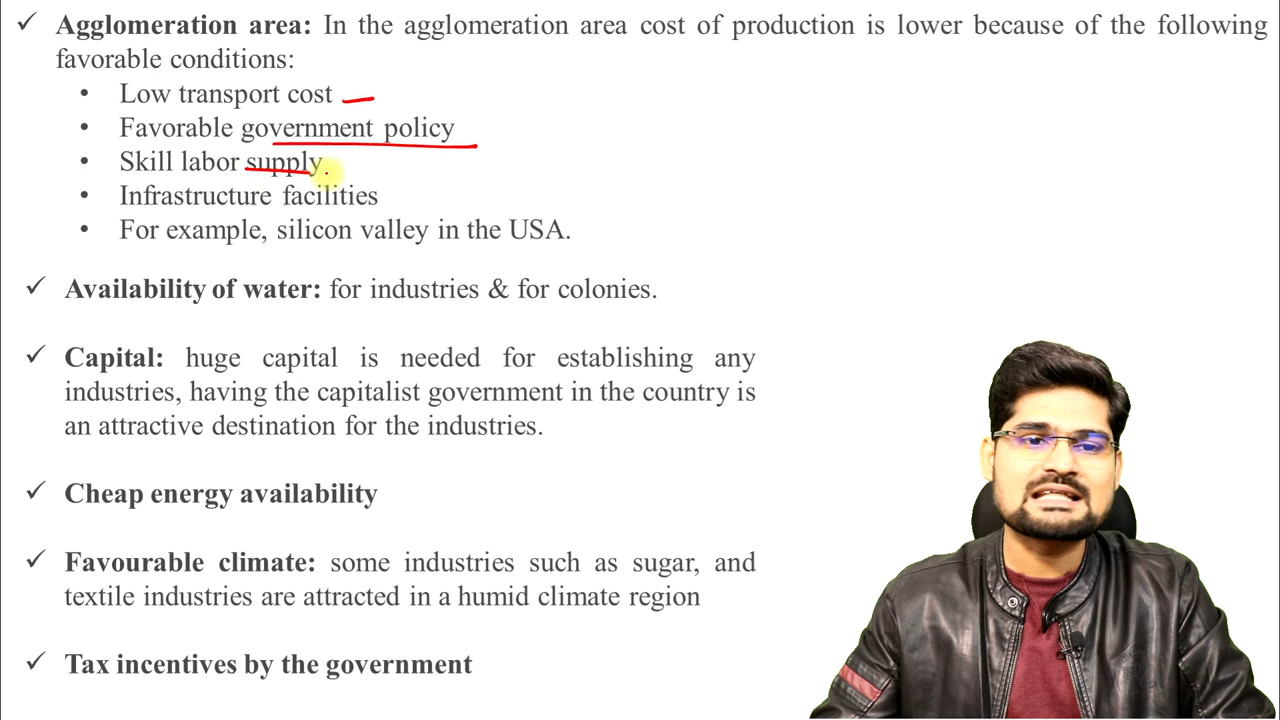 ✓ Agglomeration area: In the agglomeration area cost of production is lower because of the following
favorable conditions:
• Low transport cost
• Favorable government policy
• Skill labor supply.
• Infrastructure facilities
• For example, silicon valley in the USA.
✓ Availability of water: for industries & for colonies.
✓ Capital: huge capital is needed for establishing any
industries, having the capitalist government in the country is
an attractive destination for the industries.
✓ Cheap energy availability
✓ Favourable climate: some industries such as sugar, and
textile industries are attracted in a humid climate region
✓ Tax incentives by the government